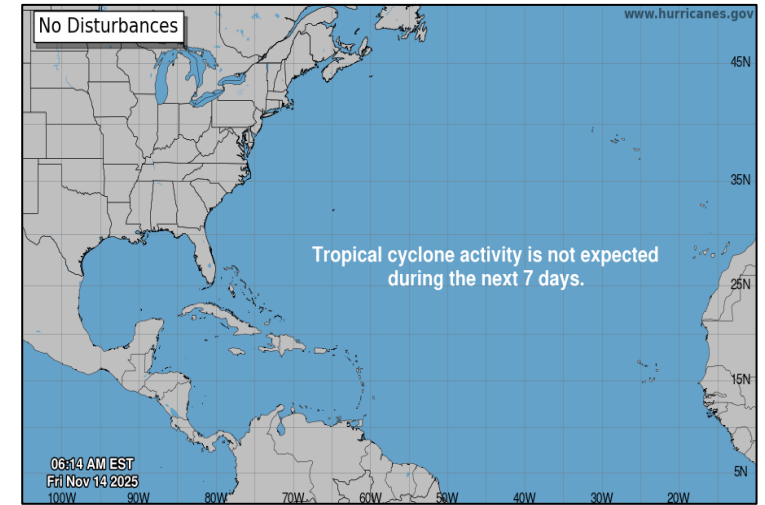 No Disturbances
www.hurricanes.gov
45N
35N
Tropical cyclone activity is not expected
during the next 7 days.
25N
15N
06:14 AM EST
Fri Nov 14 2025
5N
100W 90W 80W 70W 60W 50W 40W 30W 20W